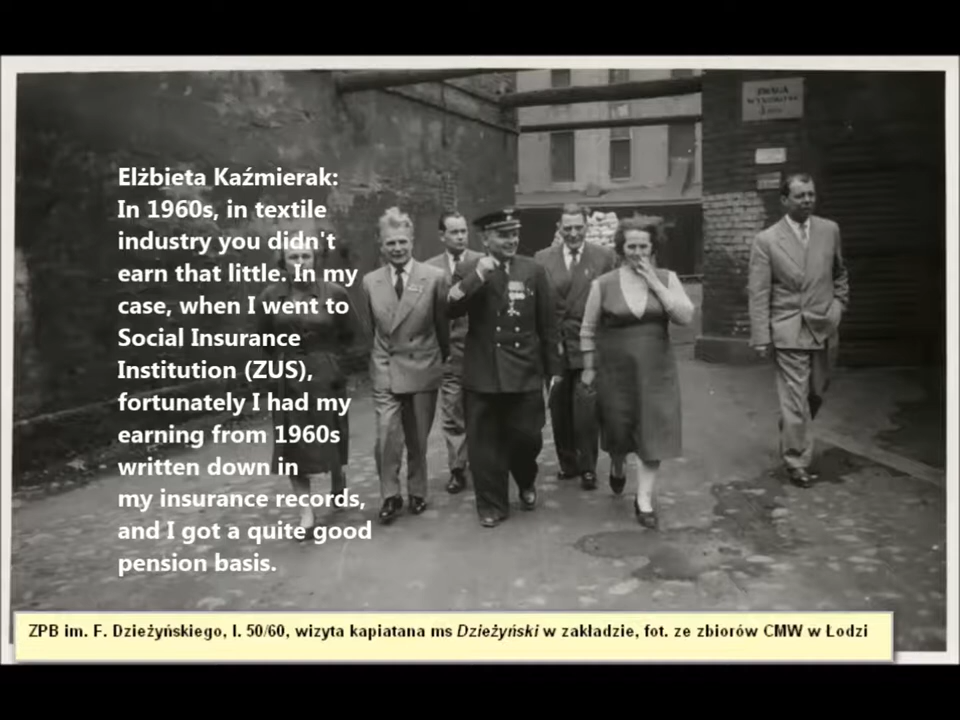 UWAGA
Elżbieta Kaźmierak:
In 1960s, in textile
industry you didn't
earn that little. In my
case, when I went to
Social Insurance
Institution (ZUS),
fortunately I had my
earning from 1960s
written down in
my insurance records,
and I got a quite good
pension basis.
ZPB im. F. Dzieżyńskiego, l. 50/60, wizyta kapiatana ms Dzieżyński w zakładzie, fot. ze zbiorów CMW w Łodzi